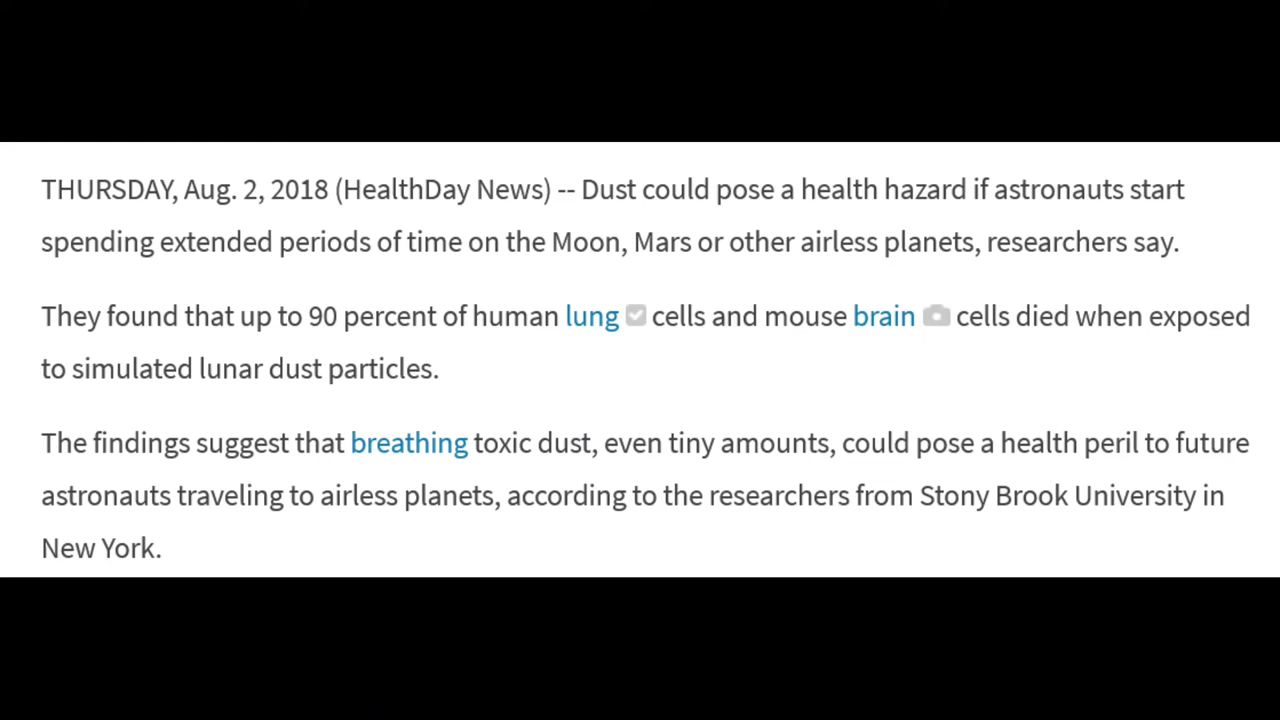 THURSDAY, Aug. 2, 2018 (HealthDay News) -- Dust could pose a health hazard if astronauts start
spending extended periods of time on the Moon, Mars or other airless planets, researchers say.
They found that up to 90 percent of human lung cells and mouse brain cells died when exposed
to simulated lunar dust particles.
The findings suggest that breathing toxic dust, even tiny amounts, could pose a health peril to future
astronauts traveling to airless planets, according to the researchers from Stony Brook University in
New York.